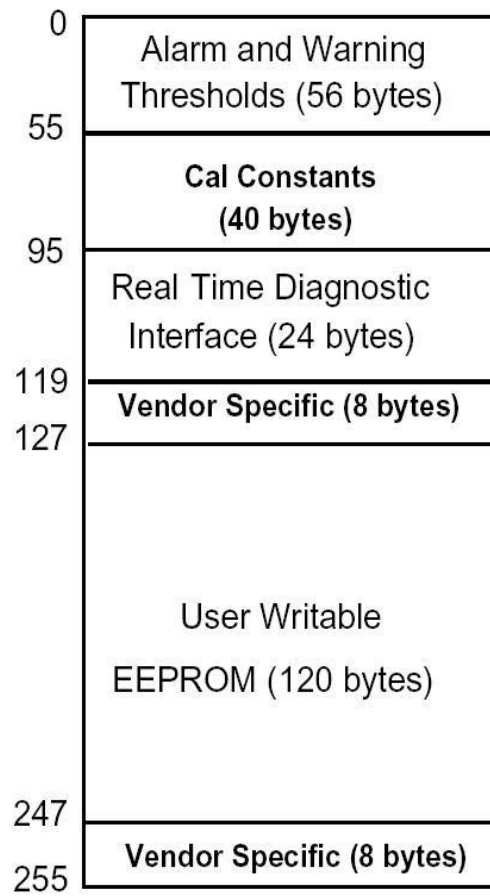 0
Alarm and Warning
Thresholds (56 bytes)
55
Cal Constants
(40 bytes)
95
Real Time Diagnostic
Interface (24 bytes)
119
Vendor Specific (8 bytes)
127
User Writable
EEPROM (120 bytes)
247
Vendor Specific (8 bytes)
255